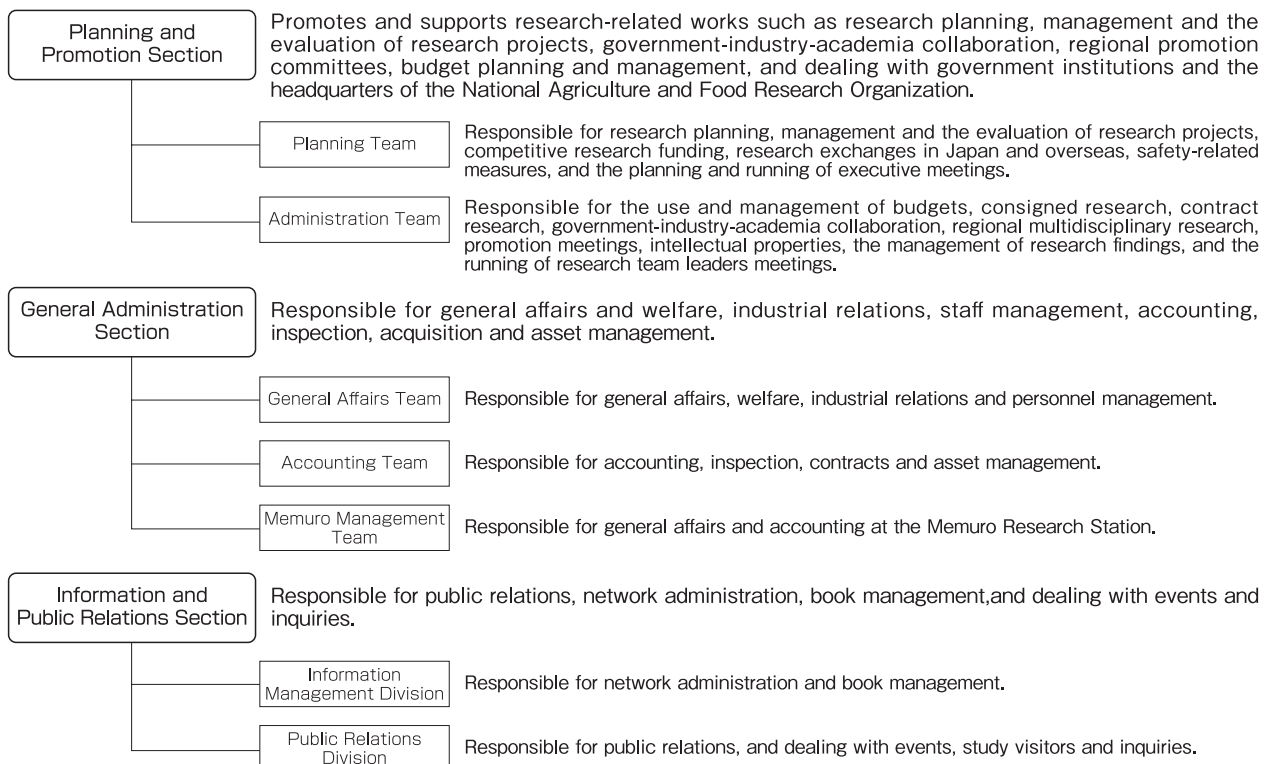 Planning and
Promotion Section
Promotes and supports research-related works such as research planning, management and the
evaluation of research projects, government-industry-academia collaboration, regional promotion
committees, budget planning and management, and dealing with government institutions and the
headquarters of the National Agriculture and Food Research Organization.
Planning Team
Responsible for research planning, management and the evaluation of research projects,
competitive research funding, research exchanges in Japan and overseas, safety-related
measures, and the planning and running of executive meetings.
Administration Team
Responsible for the use and management of budgets, consigned research, contract
research, government-industry-academia collaboration, regional multidisciplinary research,
promotion meetings, intellectual properties, the management of research findings, and the
running of research team leaders meetings.
General Administration
Section
Responsible for general affairs and welfare, industrial relations, staff management, accounting,
inspection, acquisition and asset management.
General Affairs Team
Responsible for general affairs, welfare, industrial relations and personnel management.
Accounting Team
Responsible for accounting, inspection, contracts and asset management.
Memuro Management
Team
Responsible for general affairs and accounting at the Memuro Research Station.
Information and
Public Relations Section
Responsible for public relations, network administration, book management,and dealing with events and
inquiries.
Information
Management Division
Responsible for network administration and book management.
Public Relations
Division
Responsible for public relations, and dealing with events, study visitors and inquiries.